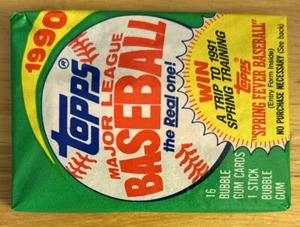 1990
Topps®
MAJOR LEAGUE
BASEBALL
the Real one!
WIN
A TRIP TO 1991
SPRING TRAINING
Topps
"SPRING FEVER BASEBALL"
(Entry Form Inside)
NO PURCHASE NECESSARY (See back)
16
BUBBLE
GUM CARDS
1 STICK
BUBBLE
GUM